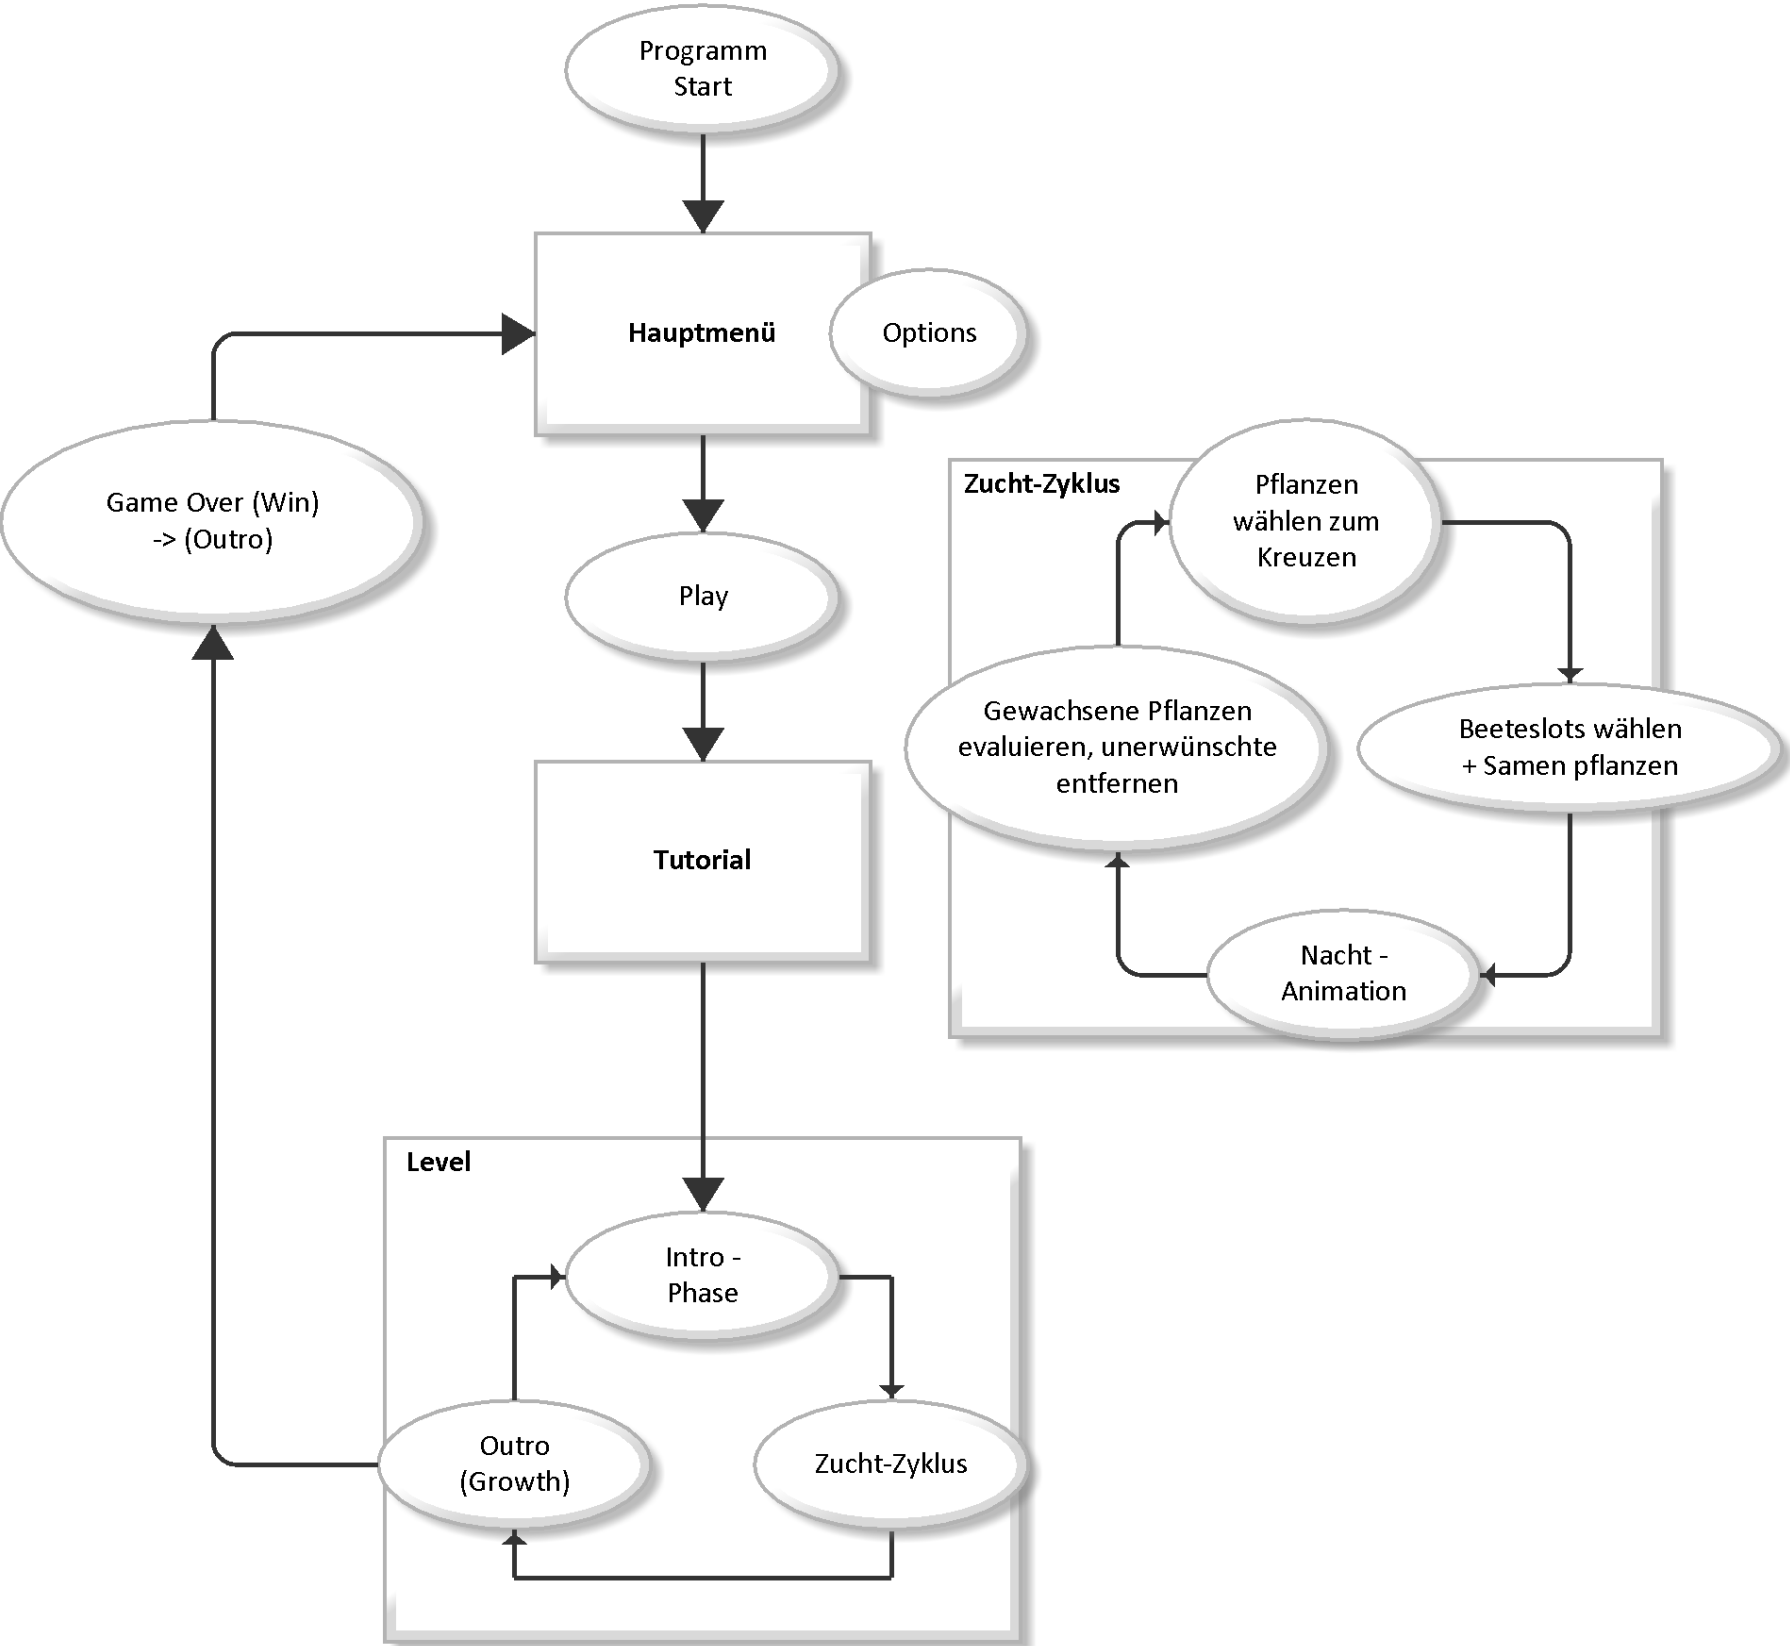 Programm
Start
Hauptmenü
Options
Game Over (Win)
-> (Outro)
Play
Tutorial
Zucht-Zyklus
Pflanzen
wählen zum
Kreuzen
Gewachsene Pflanzen
evaluieren, unerwünschte
entfernen
Beeteslots wählen
+ Samen pflanzen
Nacht -
Animation
Level
Intro -
Phase
Outro
(Growth)
Zucht-Zyklus